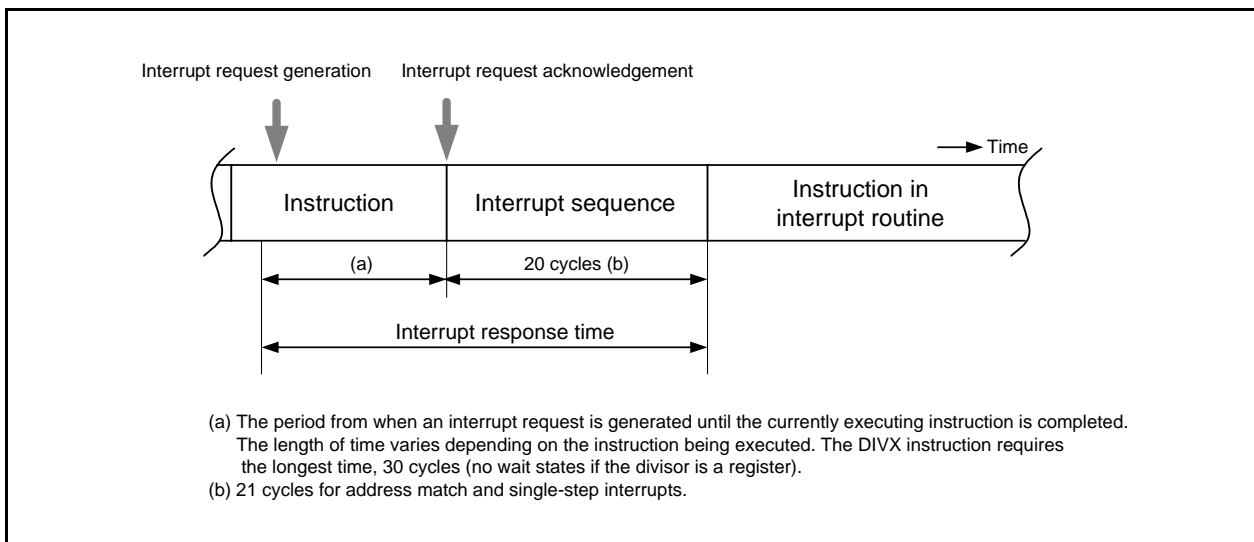 Interrupt request generation Interrupt request acknowledgement
Time
Instruction Interrupt sequence Instruction in
interrupt routine
(a) 20 cycles (b)
Interrupt response time
(a) The period from when an interrupt request is generated until the currently executing instruction is completed.
The length of time varies depending on the instruction being executed. The DIVX instruction requires
the longest time, 30 cycles (no wait states if the divisor is a register).
(b) 21 cycles for address match and single-step interrupts.